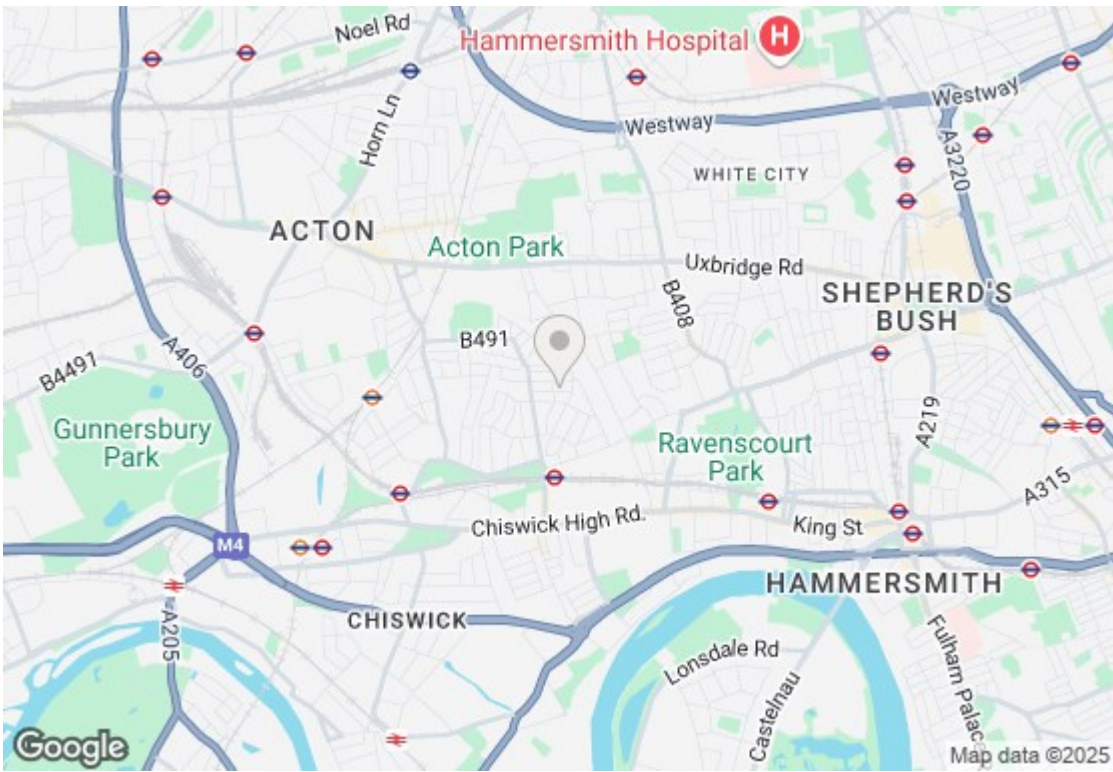 Noel Rd
Hammersmith Hospital
H
Horn Ln
Westway
Westway
A3220
WHITE CITY
ACTON
Acton Park
Uxbridge Rd
B408
SHEPHERD'S
BUSH
B491
A406
B4491
Gunnersbury
Park
Ravenscourt
Park
A219
A315
Chiswick High Rd.
King St
M4
HAMMERSMITH
CHISWICK
A205
Lonsdale Rd
Castelnau
Fulham Palace
Google
Map data ©2025